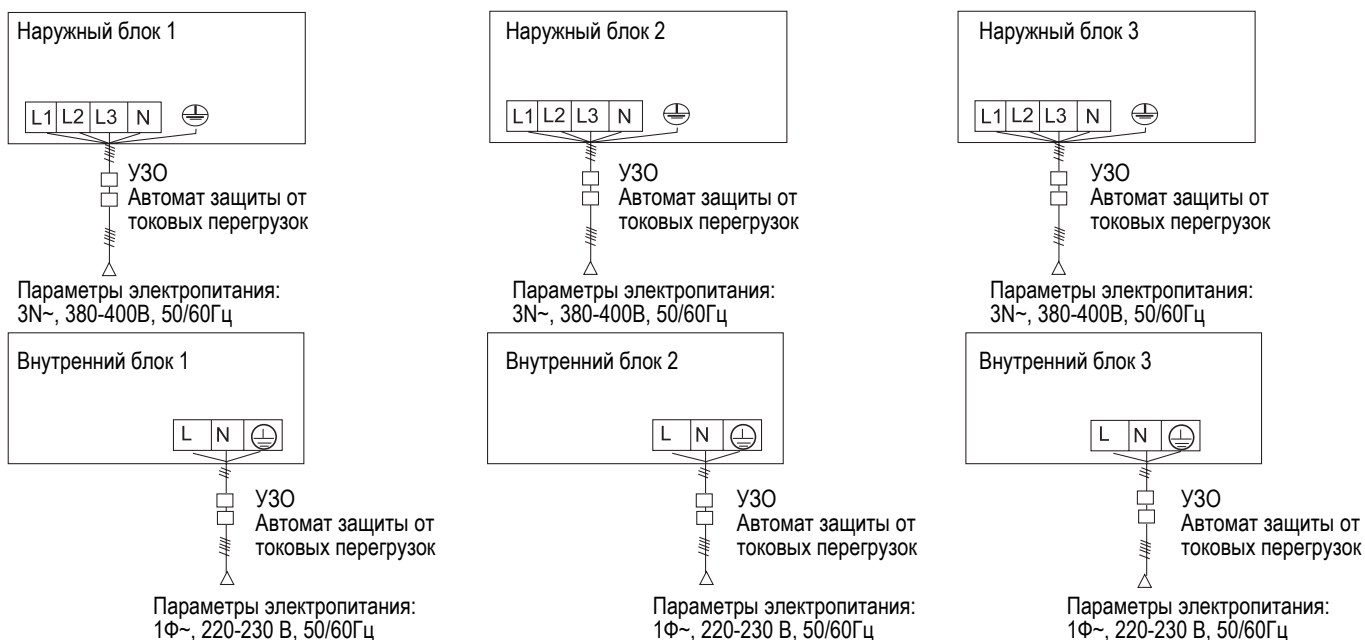 Наружный блок 1
L1 L2 L3 N
УЗО
Автомат защиты от
токовых перегрузок
Параметры электропитания:
3N~, 380-400В, 50/60Гц
Наружный блок 2
L1 L2 L3 N
УЗО
Автомат защиты от
токовых перегрузок
Параметры электропитания:
3N~, 380-400В, 50/60Гц
Наружный блок 3
L1 L2 L3 N
УЗО
Автомат защиты от
токовых перегрузок
Параметры электропитания:
3N~, 380-400В, 50/60Гц
Внутренний блок 1
L N
УЗО
Автомат защиты от
токовых перегрузок
Параметры электропитания:
1Ф~, 220-230 В, 50/60Гц
Внутренний блок 2
L N
УЗО
Автомат защиты от
токовых перегрузок
Параметры электропитания:
1Ф~, 220-230 В, 50/60Гц
Внутренний блок 3
L N
УЗО
Автомат защиты от
токовых перегрузок
Параметры электропитания:
1Ф~, 220-230 В, 50/60Гц